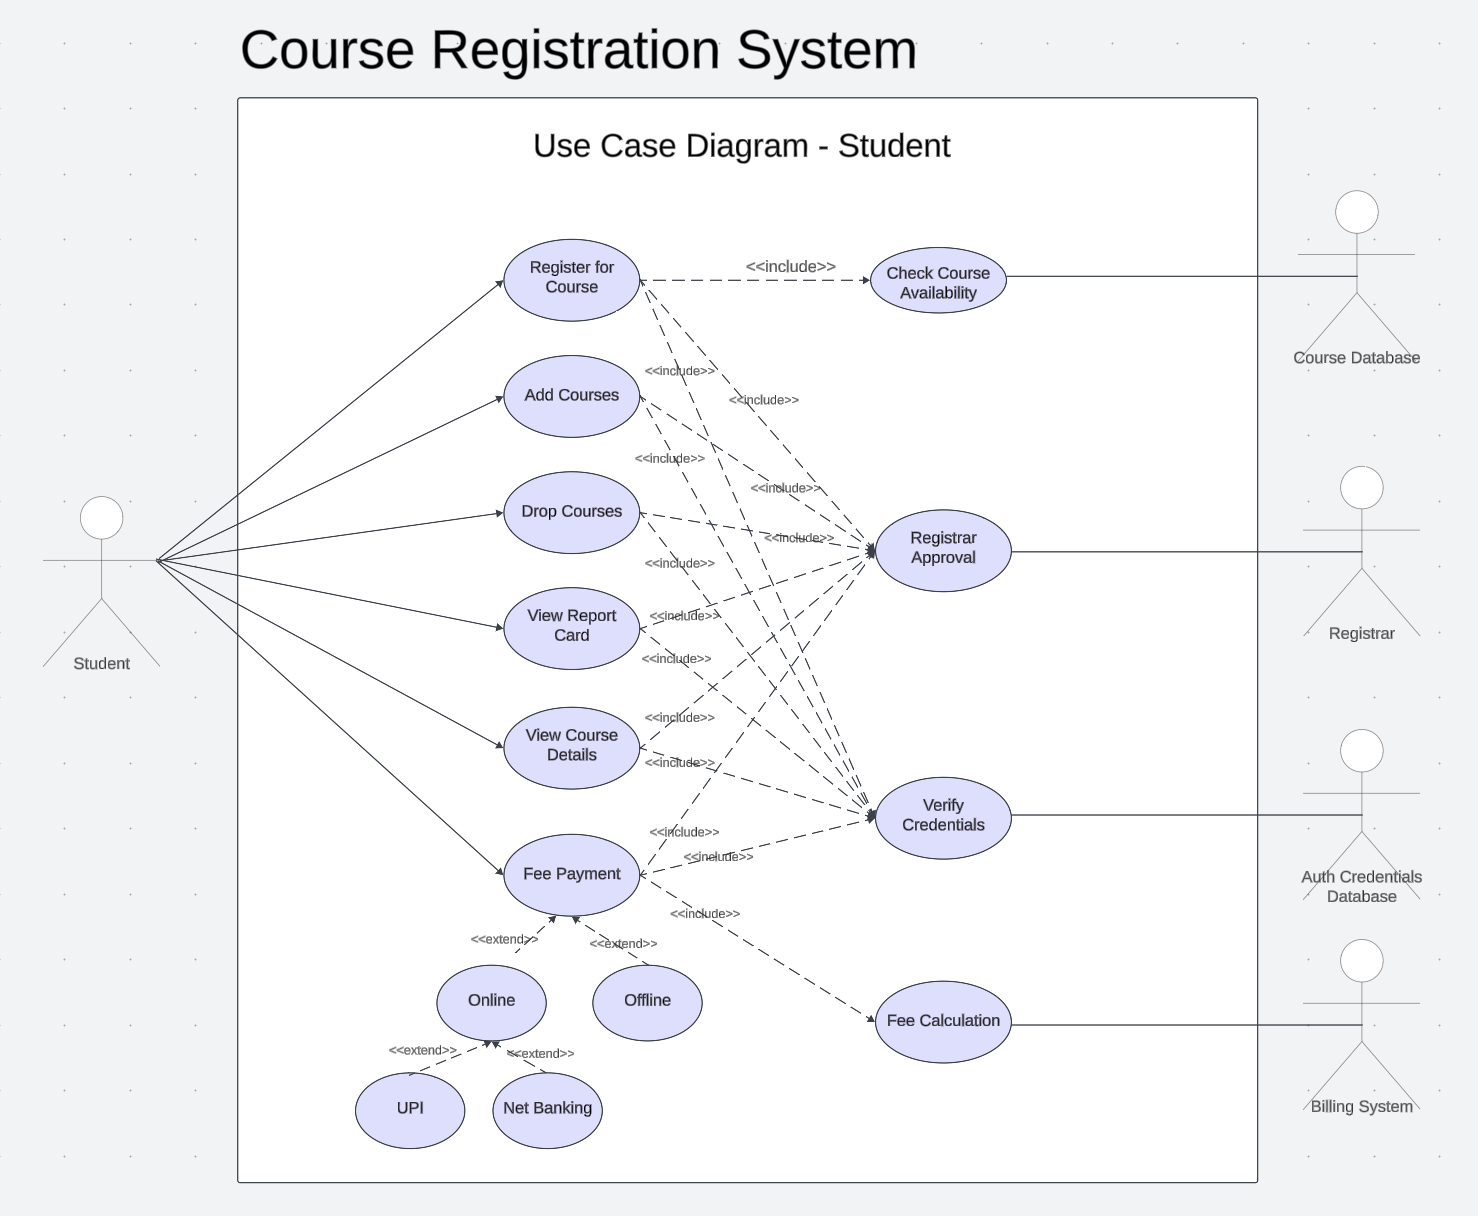 Course Registration System
Use Case Diagram - Student
Register for
Course
<<include>>
Check Course
Availability
Course Database
<<include>>
<<include>>
Add Courses
<<include>>
<<include>>
Drop Courses
<<include>>
Registrar
Approval
<<include>>
View Report
Card
<<include>>
Registrar
Student
<<include>>
<<include>>
View Course
Details
<<include>>
Verify
Credentials
<<include>>
<<include>>
Fee Payment
Auth Credentials
Database
<<include>>
<<extend>>
<<extend>>
Online
Offline
Fee Calculation
<<extend>>
<<extend>>
UPI
Net Banking
Billing System